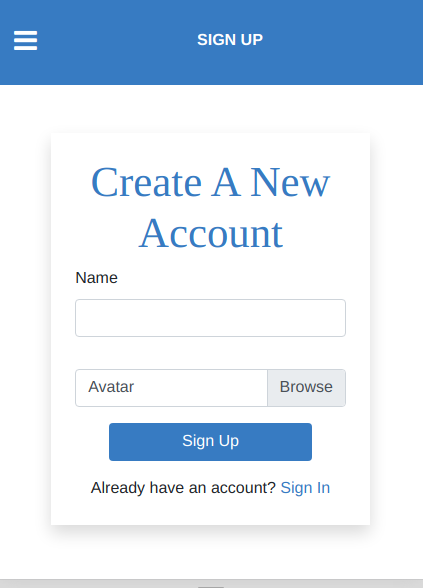 SIGN UP
Create A New
Account
Name
Avatar Browse
Sign Up
Already have an account? Sign In